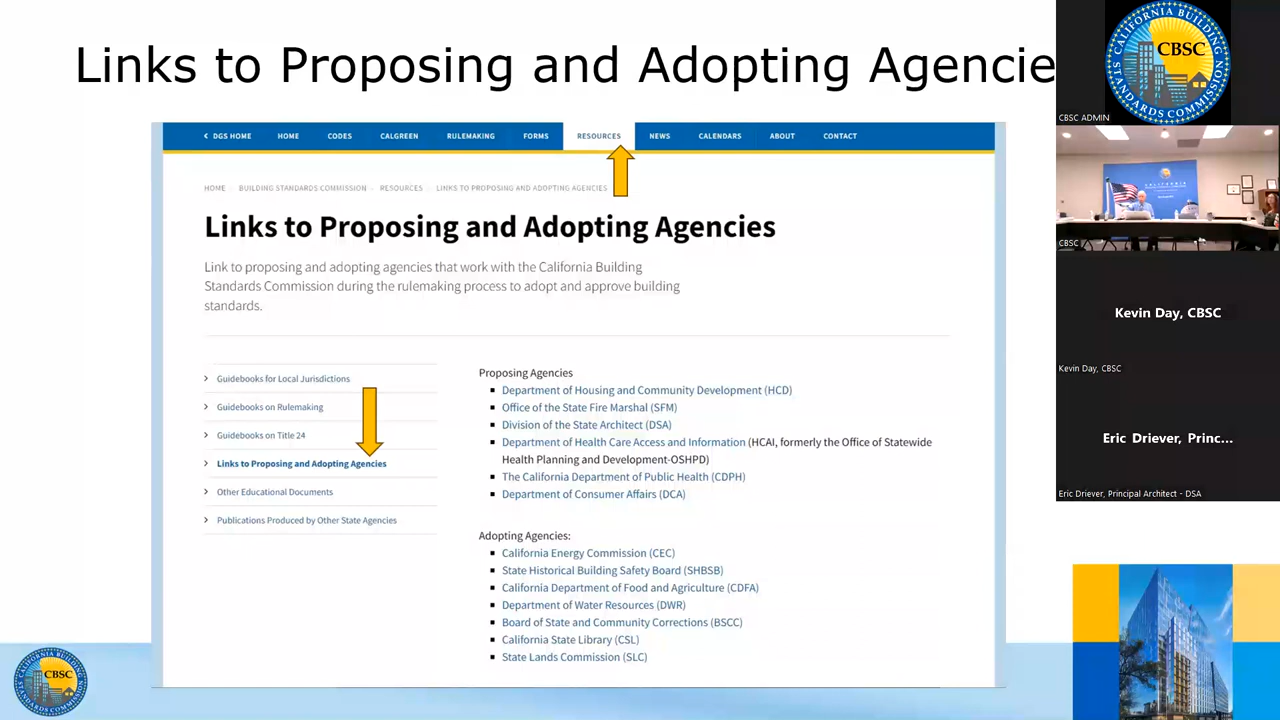 Links to Proposing and Adopting Agencie
DGS HOME HOME CODES CALGREEN RULEMAKING FORMS RESOURCES NEWS CALENDARS ABOUT CONTACT
HOME BUILDING STANDARDS COMMISSION RESOURCES LINKS TO PROPOSING AND ADOPTING AGENCIES
Links to Proposing and Adopting Agencies
Link to proposing and adopting agencies that work with the California Building
Standards Commission during the rulemaking process to adopt and approve building
standards.
Guidebooks for Local Jurisdictions
Guidebooks on Rulemaking
Guidebooks on Title 24
Links to Proposing and Adopting Agencies
Other Educational Documents
Publications Produced by Other State Agencies
Proposing Agencies
Department of Housing and Community Development (HCD)
Office of the State Fire Marshal (SFM)
Division of the State Architect (DSA)
Department of Health Care Access and Information (HCAI, formerly the Office of Statewide
Health Planning and Development-OSHPD)
The California Department of Public Health (CDPH)
Department of Consumer Affairs (DCA)
Adopting Agencies:
California Energy Commission (CEC)
State Historical Building Safety Board (SHBSB)
California Department of Food and Agriculture (CDFA)
Department of Water Resources (DWR)
Board of State and Community Corrections (BSCC)
California State Library (CSL)
State Lands Commission (SLC)
CALIFORNIA BUILDING STANDARDS COMMISSION
CBSC
CBSC ADMIN
CBSC
Kevin Day, CBSC
Kevin Day, CBSC
Eric Driever, Princ...
Eric Driever, Principal Architect - DSA
CALIFORNIA BUILDING STANDARDS COMMISSION
CBSC